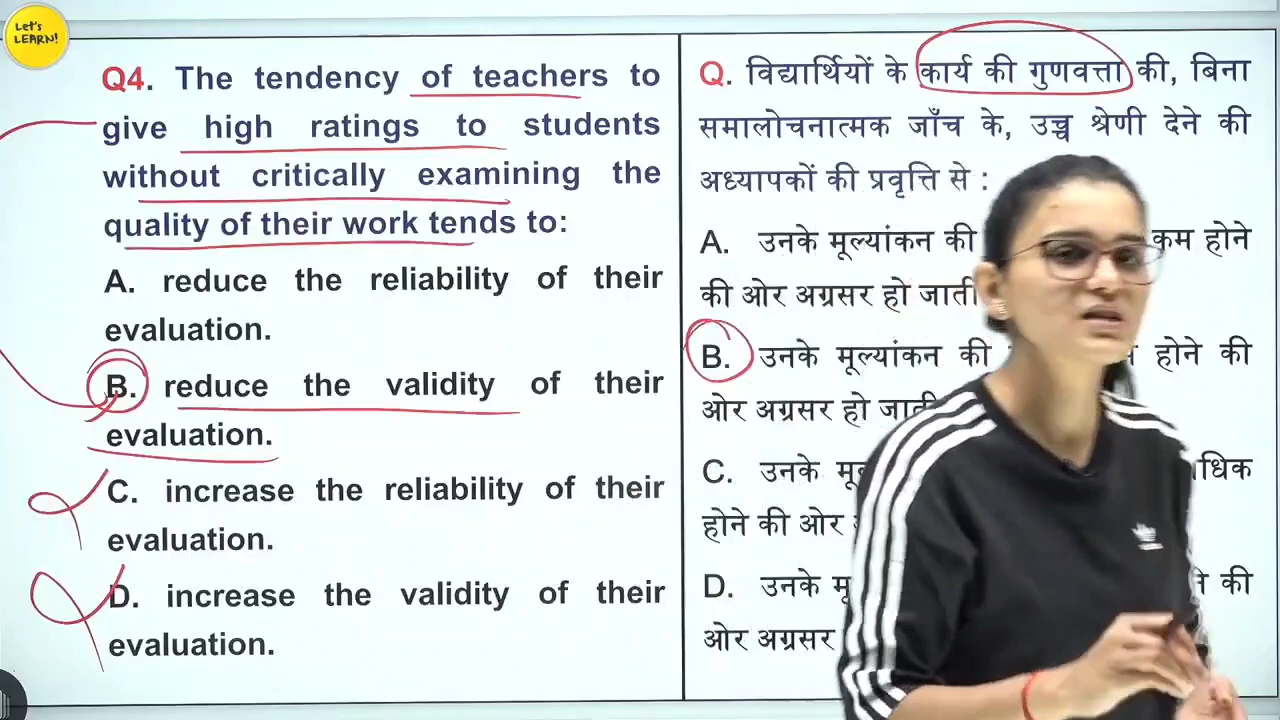 Let's
LEARN!
Q4. The tendency of teachers to
give high ratings to students
without critically examining the
quality of their work tends to:
A. reduce the reliability of their
evaluation.
B. reduce the validity of their
evaluation.
C. increase the reliability of their
evaluation.
D. increase the validity of their
evaluation.
Q. विद्यार्थियों के कार्य की गुणवत्ता की, बिना
समालोचनात्मक जाँच के, उच्च श्रेणी देने की
अध्यापकों की प्रवृत्ति से :
A. उनके मूल्यांकन की कम होने
की ओर अग्रसर हो जाती
B. उनके मूल्यांकन की होने की
ओर अग्रसर हो
C. उनके
होने की ओर
D. उनके की
ओर अग्रसर